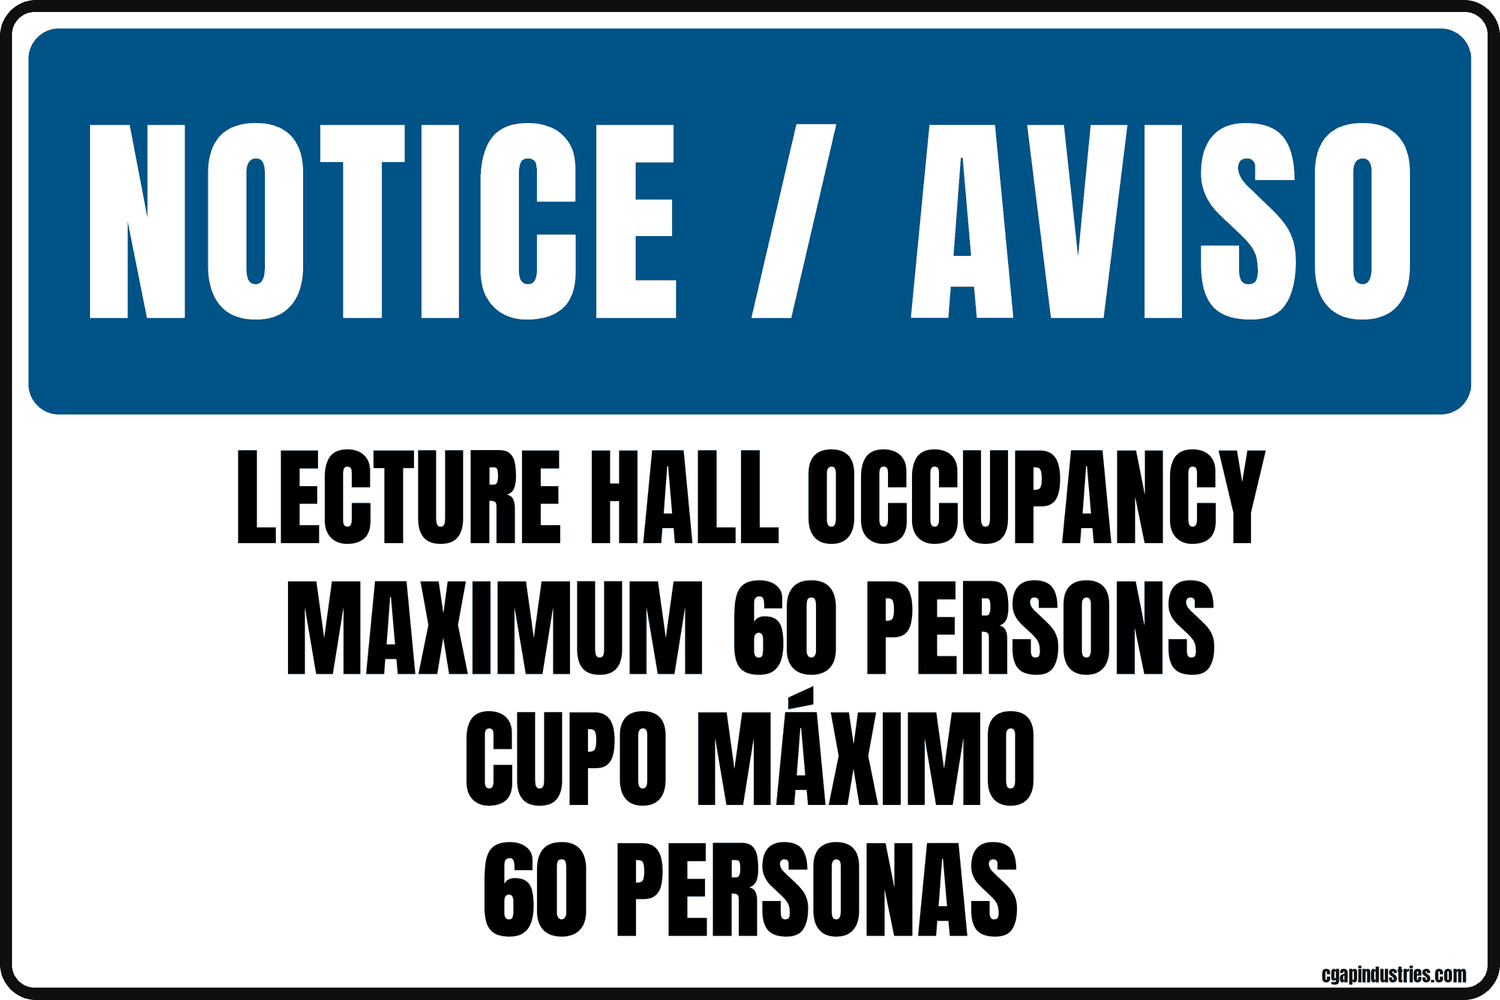 NOTICE / AVISO
LECTURE HALL OCCUPANCY
MAXIMUM 60 PERSONS
CUPO MÁXIMO
60 PERSONAS
cgapindustries.com